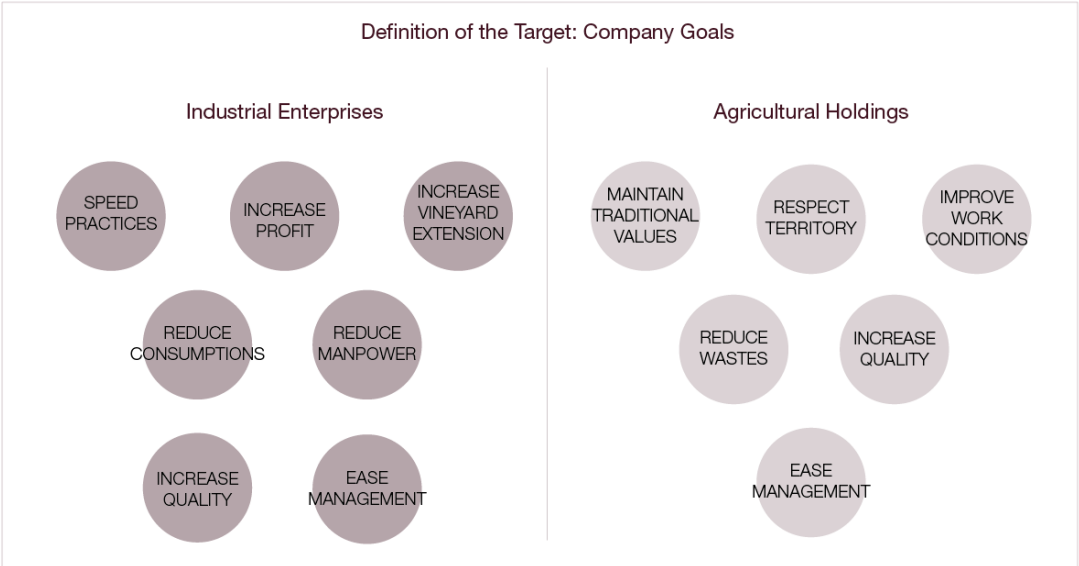 Definition of the Target: Company Goals
Industrial Enterprises
SPEED
PRACTICES
INCREASE
PROFIT
INCREASE
VINEYARD
EXTENSION
REDUCE
CONSUMPTIONS
REDUCE
MANPOWER
INCREASE
QUALITY
EASE
MANAGEMENT
Agricultural Holdings
MAINTAIN
TRADITIONAL
VALUES
RESPECT
TERRITORY
IMPROVE
WORK
CONDITIONS
REDUCE
WASTES
INCREASE
QUALITY
EASE
MANAGEMENT